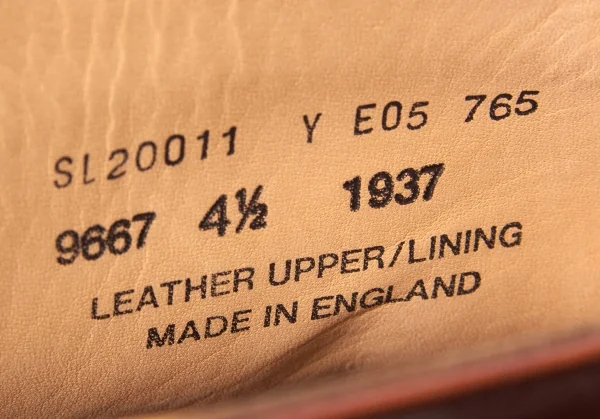 SL20011 Y E05 765
9667 4½ 1937
LEATHER UPPER/LINING
MADE IN ENGLAND